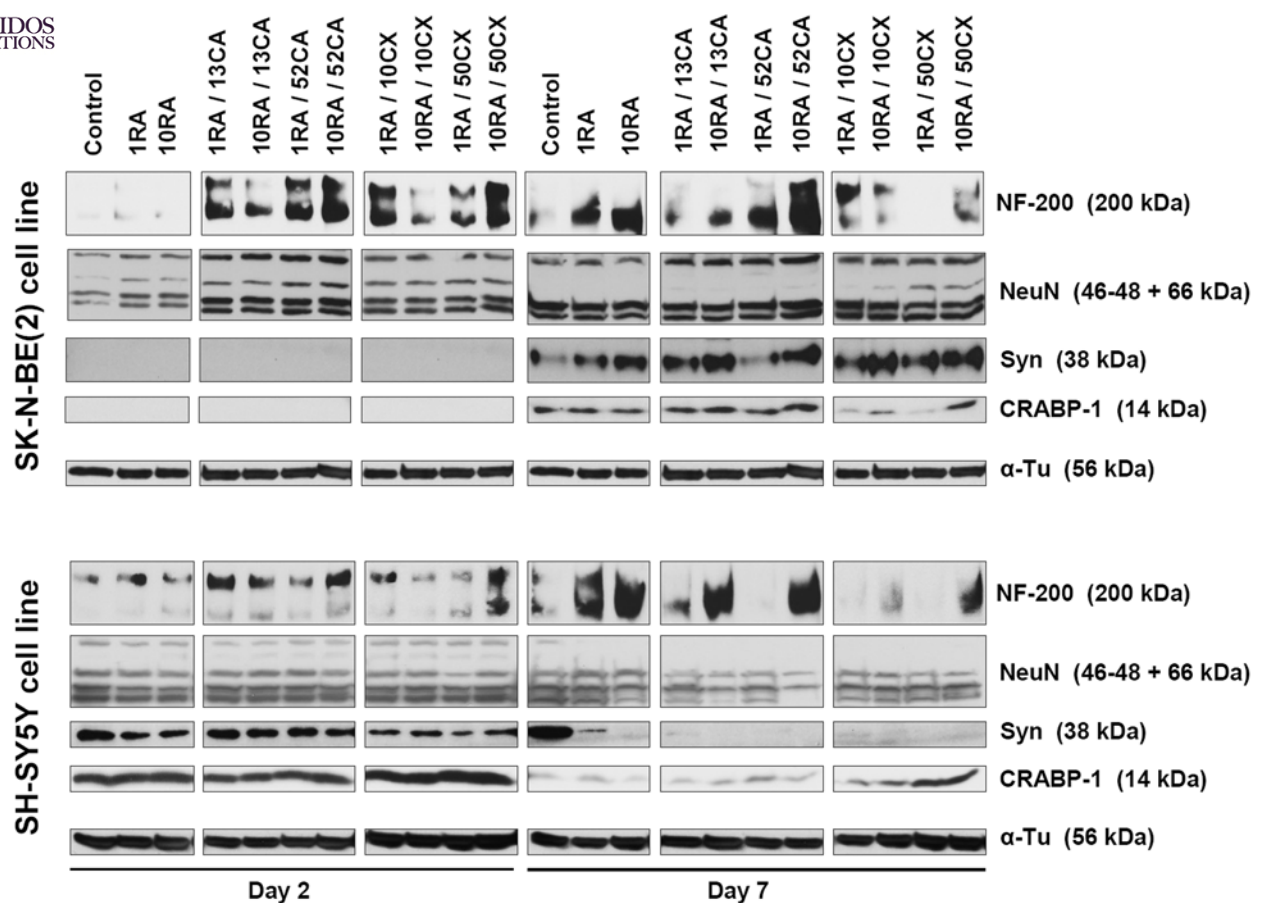 IDOS
TIONS
Control
1RA
10RA
1RA / 13CA
10RA / 13CA
1RA / 52CA
10RA / 52CA
1RA / 10CX
10RA / 10CX
1RA / 50CX
10RA / 50CX
Control
1RA
10RA
1RA / 13CA
10RA / 13CA
1RA / 52CA
10RA / 52CA
1RA / 10CX
10RA / 10CX
1RA / 50CX
10RA / 50CX
SK-N-BE(2) cell line
NF-200 (200 kDa)
NeuN (46-48 + 66 kDa)
Syn (38 kDa)
CRABP-1 (14 kDa)
α-Tu (56 kDa)
SH-SY5Y cell line
NF-200 (200 kDa)
NeuN (46-48 + 66 kDa)
Syn (38 kDa)
CRABP-1 (14 kDa)
α-Tu (56 kDa)
Day 2
Day 7